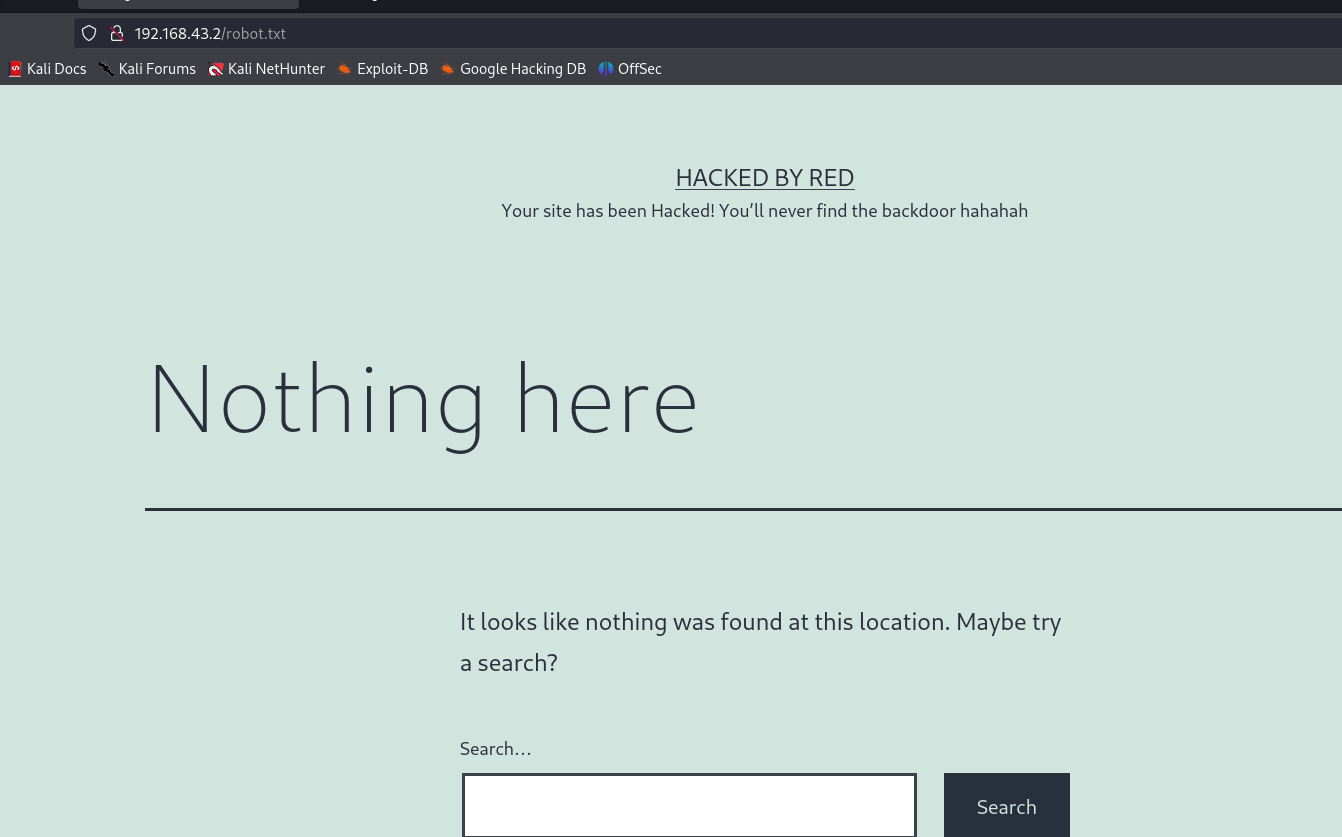 192.168.43.2/robot.txt
Kali Docs Kali Forums Kali NetHunter Exploit-DB Google Hacking DB OffSec
HACKED BY RED
Your site has been Hacked! You’ll never find the backdoor hahahah
Nothing here
It looks like nothing was found at this location. Maybe try
a search?
Search…
Search